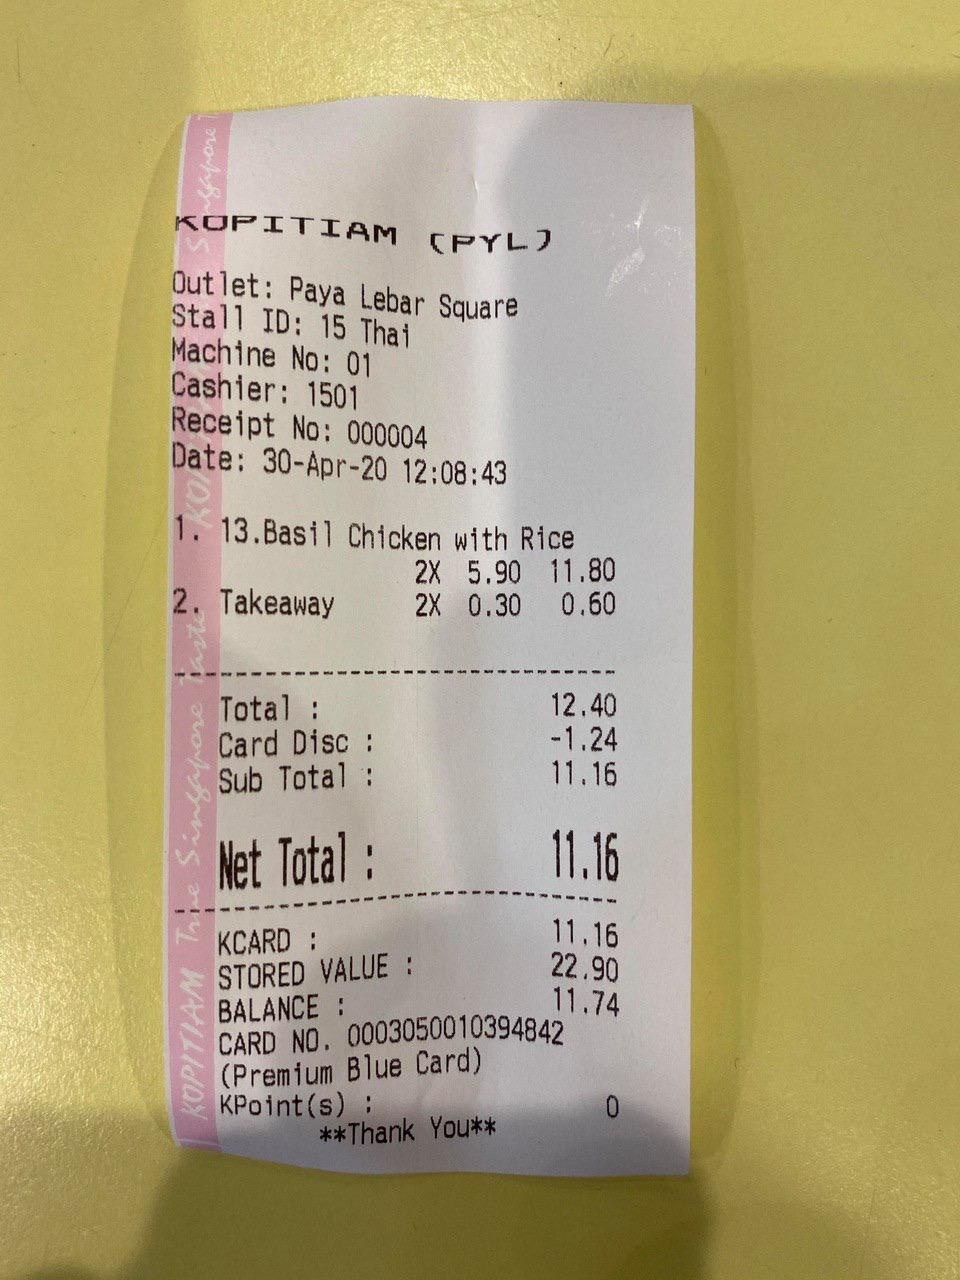 KOPITIAM (PYL)
Outlet: Paya Lebar Square
Stall ID: 15 Thai
Machine No: 01
Cashier: 1501
Receipt No: 000004
Date: 30-Apr-20 12:08:43
1. 13.Basil Chicken with Rice
2X 5.90 11.80
2. Takeaway 2X 0.30 0.60
Total : 12.40
Card Disc : -1.24
Sub Total : 11.16
Net Total : 11.16
KCARD : 11.16
STORED VALUE : 22.90
BALANCE : 11.74
CARD NO. 0003050010394842
(Premium Blue Card)
KPoint(s) : 0
**Thank You**
KOPITIAM True Singapore Taste